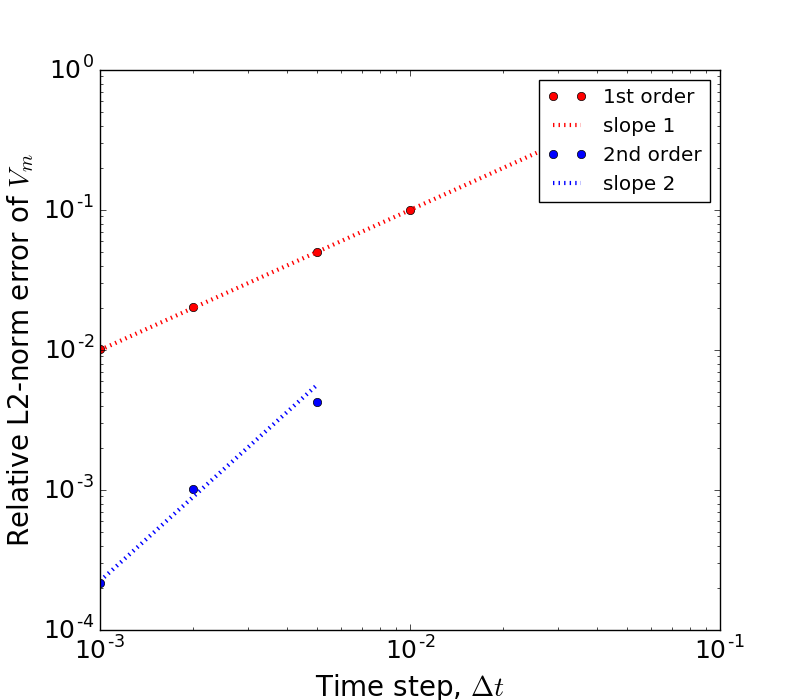 10^0
10^-1
10^-2
10^-3
10^-4
Relative L2-norm error of V_m
1st order
slope 1
2nd order
slope 2
10^-3
10^-2
10^-1
Time step, Δt